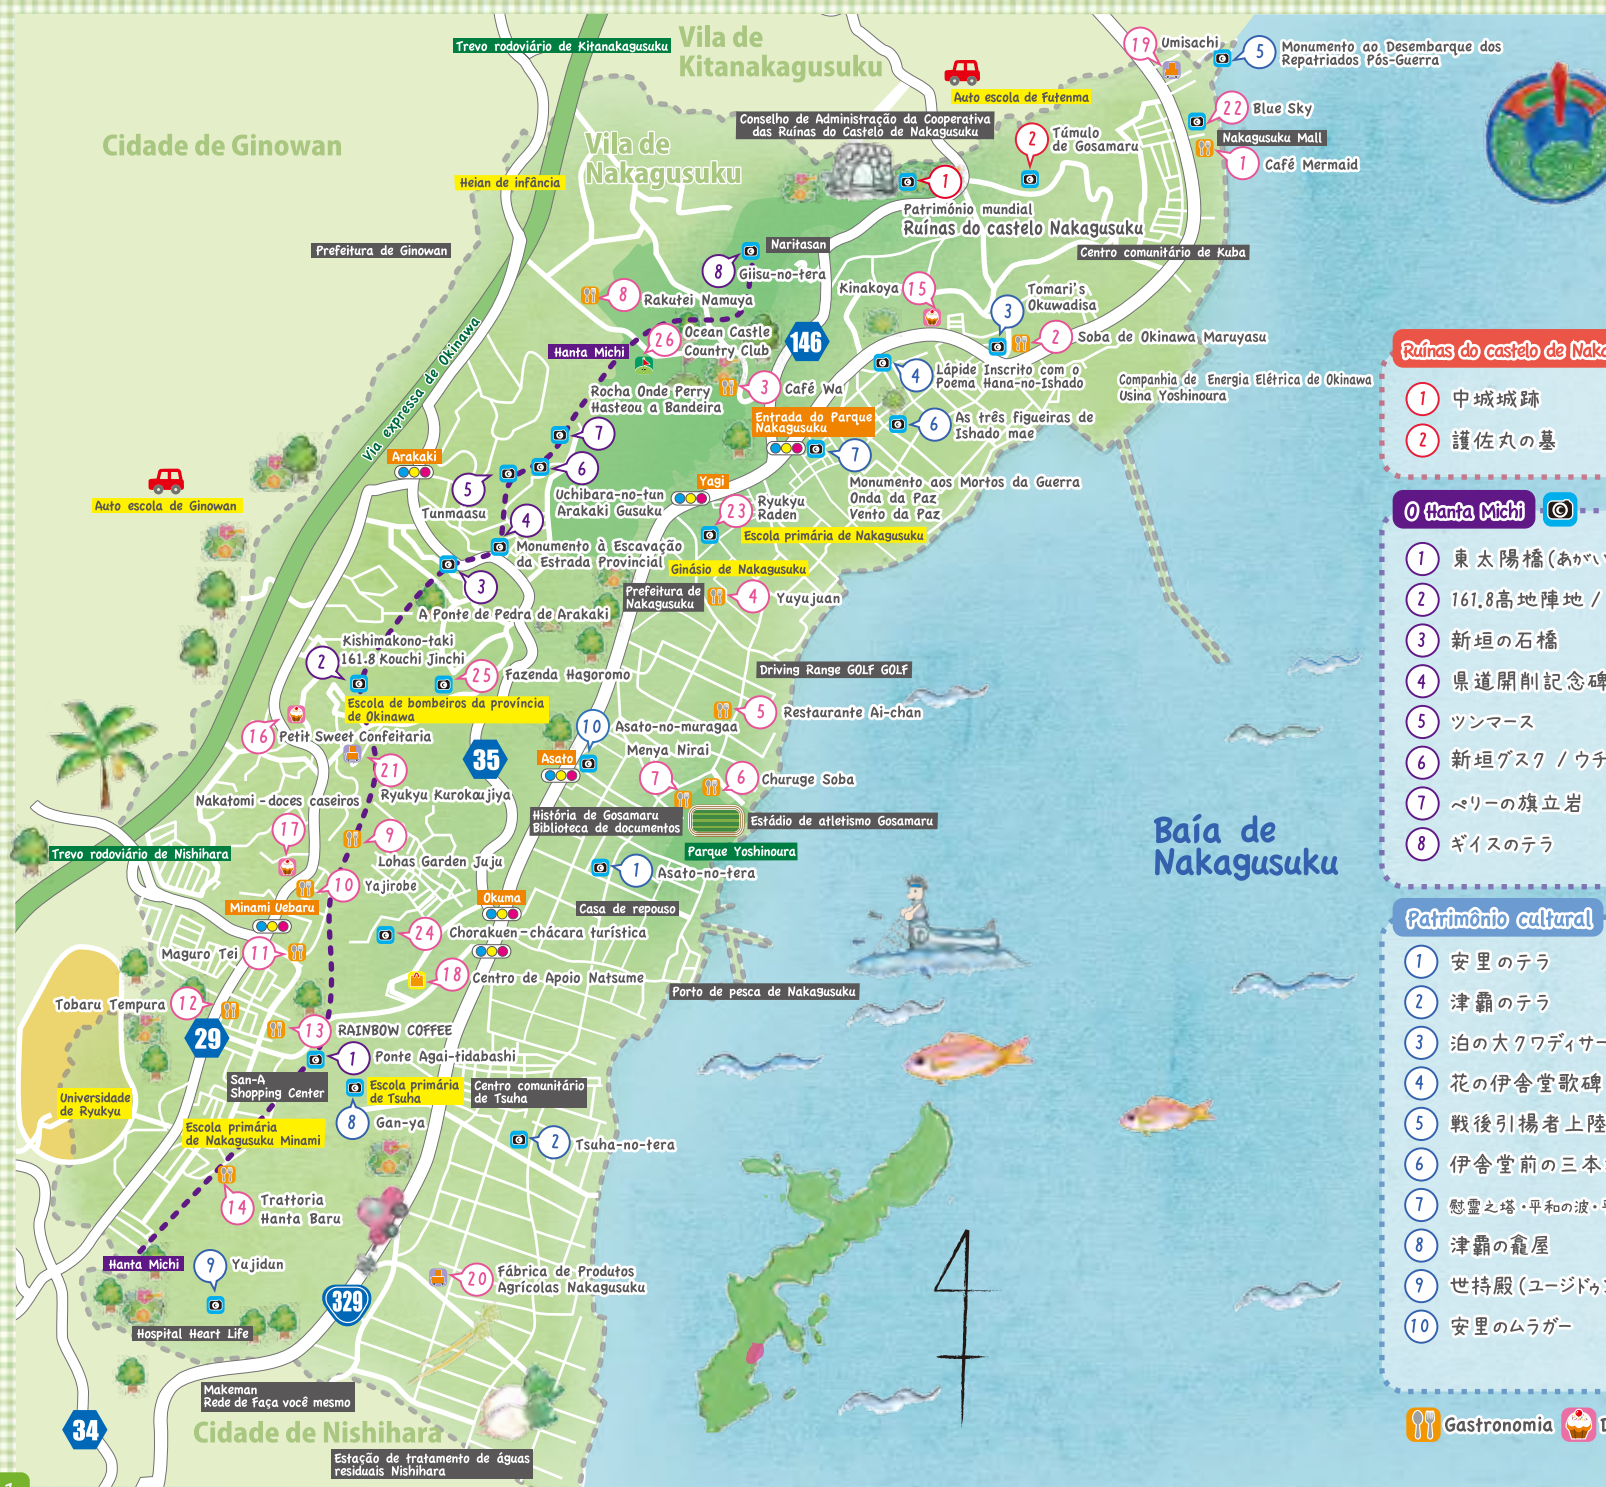 Trevo rodoviário de Kitanakagusuku
Vila de
Kitanakagusuku
19 Umisachi
5 Monumento ao Desembarque dos
Repatriados Pós-Guerra
Auto escola de Futenma
22 Blue Sky
Conselho de Administração da Cooperativa
das Ruínas do Castelo de Nakagusuku
2 Túmulo
de Gosamaru
Nakagusuku Mall
1 Café Mermaid
Cidade de Ginowan
Vila de
Nakagusuku
Heian de infância
1
Patrimónío mundial
Ruínas do castelo Nakagusuku
Prefeitura de Ginowan
Naritasan
Centro comunitário de Kuba
8 Giisu-no-tera
8 Rakutei Namuya
Kinakoya 15
Tomari's
Okuwadisa
3
26 Ocean Castle
Country Club
146
2 Soba de Okinawa Maruyasu
Hanta Michi
Via expressa de Okinawa
4 Lápide Inscrito com o
Poema Hana-no-Ishado
Companhia de Energia Elétrica de Okinawa
Usina Yoshinoura
Rocha Onde Perry
Hasteou a Bandeira
3 Café Wa
Entrada do Parque
Nakagusuku
6 As três figueiras de
Ishado mae
7
7
Arakaki
6
5
Yagi
Monumento aos Mortos da Guerra
Onda da Paz
Vento da Paz
Uchibara-no-tun
Arakaki Gusuku
Tunmaasu
23 Ryukyu
Raden
Auto escola de Ginowan
4
Escola primária de Nakagusuku
Monumento à Escavação
da Estrada Provincial
Ginásio de Nakagusuku
3
Prefeitura de
Nakagusuku
4 Yuyujuan
A Ponte de Pedra de Arakaki
Kishimakono-taki
2 161.8 Kouchi Jinchi
25 Fazenda Hagoromo
Driving Range GOLF GOLF
Escola de bombeiros da província
de Okinawa
5 Restaurante Ai-chan
10 Asato-no-muragaa
16 Petit Sweet Confeitaria
Menya Nirai
35
Asato
7
6 Churuge Soba
21
Ryukyu Kurokoujiya
Nakatomi -doces caseiros
História de Gosamaru
Biblioteca de documentos
Estádio de atletismo Gosamaru
17
9
Baía de
Nakagusuku
Trevo rodoviário de Nishihara
Parque Yoshinoura
Lohas Garden Juju
1 Asato-no-tera
10 Yajirobe
Minami Uebaru
Okuma
Casa de repouso
24 Chorakuen-chácara turística
Maguro Tei 11
18 Centro de Apoio Natsume
Porto de pesca de Nakagusuku
Tobaru Tempura 12
29
13 RAINBOW COFFEE
1 Ponte Agai-tidabashi
San-A
Shopping Center
Escola primária
de Tsuha
Centro comunitário
de Tsuha
Universidade
de Ryukyu
Escola primária
de Nakagusuku Minami
8 Gan-ya
2 Tsuha-no-tera
14 Trattoria
Hanta Baru
Hanta Michi
9 Yujidun
20 Fábrica de Produtos
Agrícolas Nakagusuku
329
Hospital Heart Life
Makeman
Rede de Faça você mesmo
34
Cidade de Nishihara
Estação de tratamento de águas
residuais Nishihara
4
Ruínas do castelo de
1 中城城跡
2 護佐丸の墓
O Hanta Michi
1 東太陽橋(あがい
2 161.8高地陣地 /
3 新垣の石橋
4 県道開削記念碑
5 ツンマース
6 新垣グスク / ウチ
7 ペリーの旗立岩
8 ギイスのテラ
Patrimônio cultural
1 安里のテラ
2 津覇のテラ
3 泊の大クワディサー
4 花の伊舎堂歌碑
5 戦後引揚者上陸
6 伊舎堂前の三本
7 慰霊之塔・平和の波・
8 津覇の龕屋
9 世持殿(ユージドゥ
10 安里のムラガー
Gastronomia